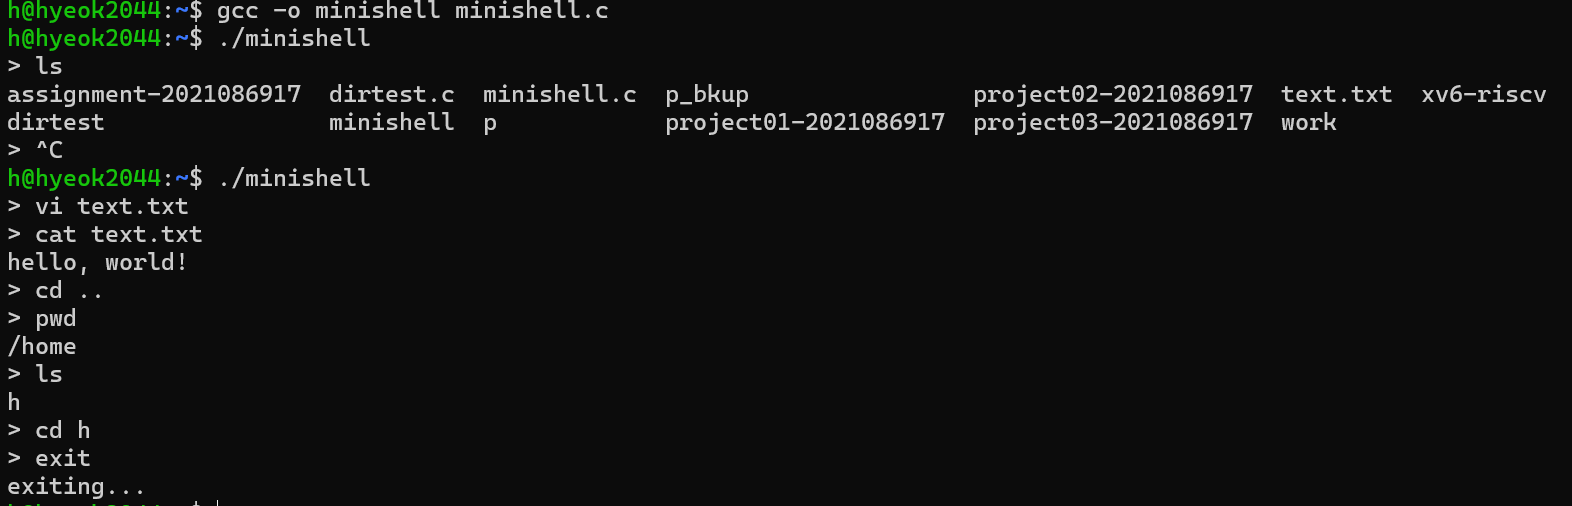 h@hyeok2044:~$ gcc -o minishell minishell.c
h@hyeok2044:~$ ./minishell
> ls
assignment-2021086917  dirtest.c  minishell.c  p_bkup                project02-2021086917  text.txt  xv6-riscv
dirtest                minishell  p            project01-2021086917  project03-2021086917  work
> ^C
h@hyeok2044:~$ ./minishell
> vi text.txt
> cat text.txt
hello, world!
> cd ..
> pwd
/home
> ls
h
> cd h
> exit
exiting...
h@hyeok2044:~$